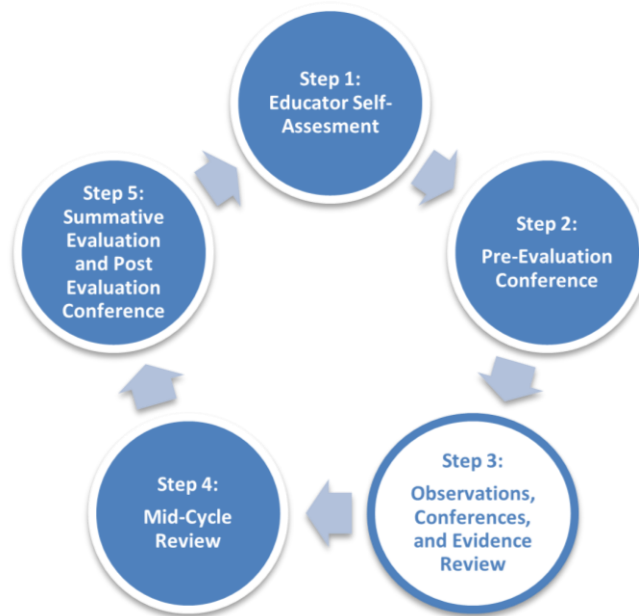 Step 1:
Educator Self-
Assesment
Step 2:
Pre-Evaluation
Conference
Step 3:
Observations,
Conferences,
and Evidence
Review
Step 4:
Mid-Cycle
Review
Step 5:
Summative
Evaluation
and Post
Evaluation
Conference